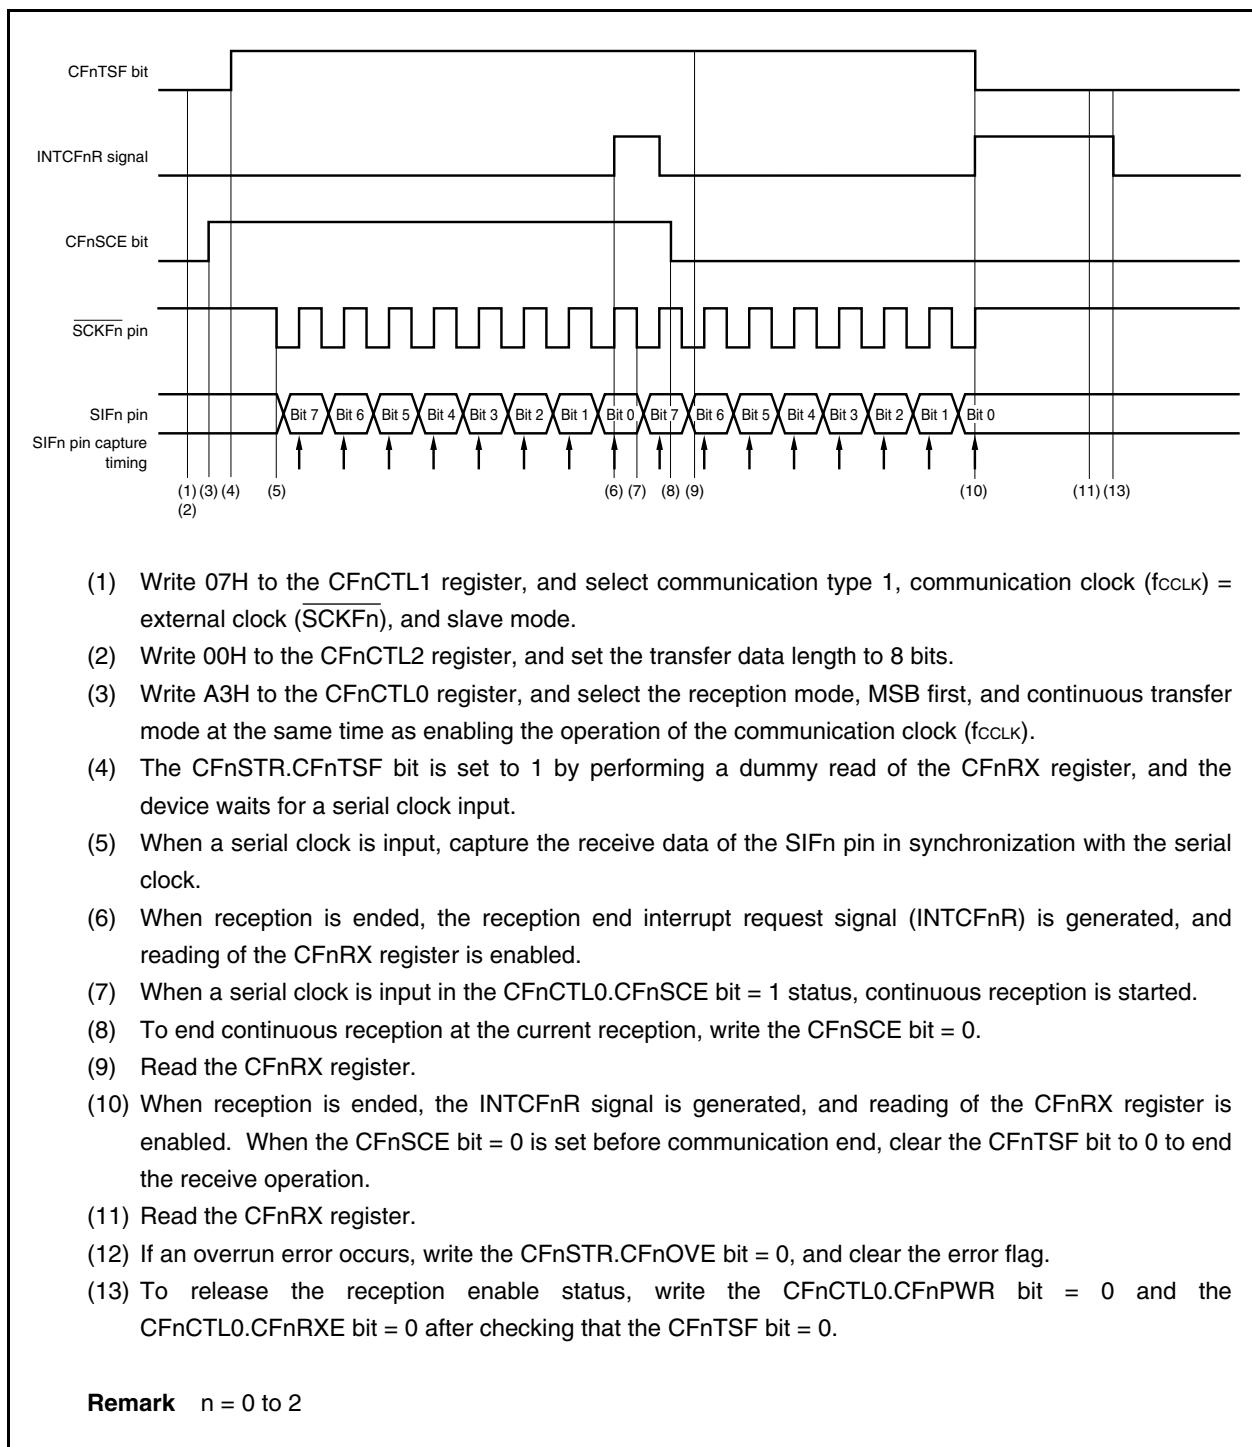 CFnTSF bit
INTCFnR signal
CFnSCE bit
SCKFn pin
SIFn pin
Bit 7 Bit 6 Bit 5 Bit 4 Bit 3 Bit 2 Bit 1 Bit 0 Bit 7 Bit 6 Bit 5 Bit 4 Bit 3 Bit 2 Bit 1 Bit 0
SIFn pin capture
timing
(1) (3) (4) (5) (6) (7) (8) (9) (10) (11) (13)
(2)
(1) Write 07H to the CFnCTL1 register, and select communication type 1, communication clock (fCCLK) =
external clock (SCKFn), and slave mode.
(2) Write 00H to the CFnCTL2 register, and set the transfer data length to 8 bits.
(3) Write A3H to the CFnCTL0 register, and select the reception mode, MSB first, and continuous transfer
mode at the same time as enabling the operation of the communication clock (fCCLK).
(4) The CFnSTR.CFnTSF bit is set to 1 by performing a dummy read of the CFnRX register, and the
device waits for a serial clock input.
(5) When a serial clock is input, capture the receive data of the SIFn pin in synchronization with the serial
clock.
(6) When reception is ended, the reception end interrupt request signal (INTCFnR) is generated, and
reading of the CFnRX register is enabled.
(7) When a serial clock is input in the CFnCTL0.CFnSCE bit = 1 status, continuous reception is started.
(8) To end continuous reception at the current reception, write the CFnSCE bit = 0.
(9) Read the CFnRX register.
(10) When reception is ended, the INTCFnR signal is generated, and reading of the CFnRX register is
enabled. When the CFnSCE bit = 0 is set before communication end, clear the CFnTSF bit to 0 to end
the receive operation.
(11) Read the CFnRX register.
(12) If an overrun error occurs, write the CFnSTR.CFnOVE bit = 0, and clear the error flag.
(13) To release the reception enable status, write the CFnCTL0.CFnPWR bit = 0 and the
CFnCTL0.CFnRXE bit = 0 after checking that the CFnTSF bit = 0.
Remark n = 0 to 2